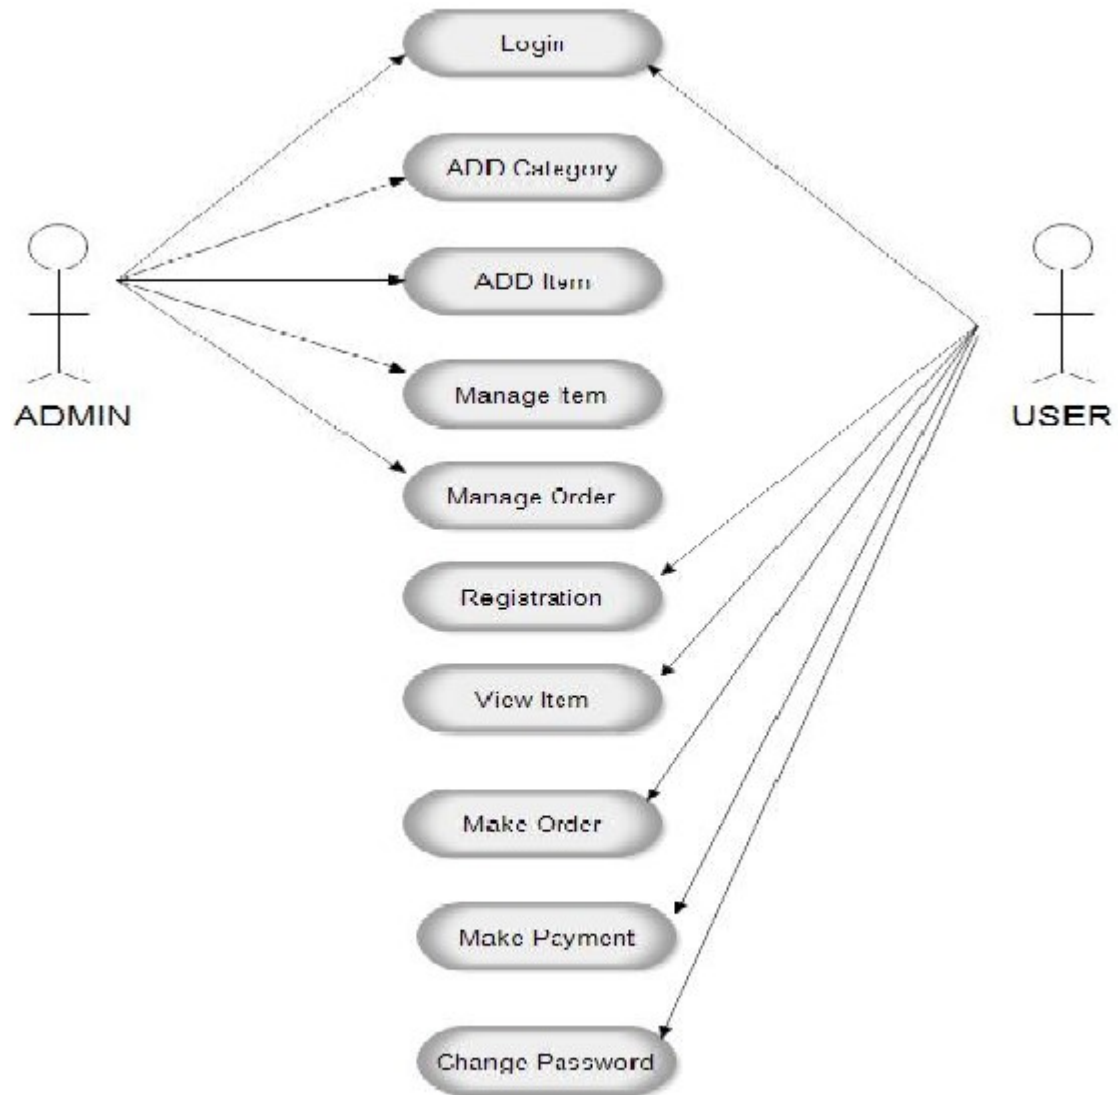 Login
ADD Category
ADD Item
Manage Item
ADMIN
USER
Manage Order
Registration
View Item
Make Order
Make Payment
Change Password